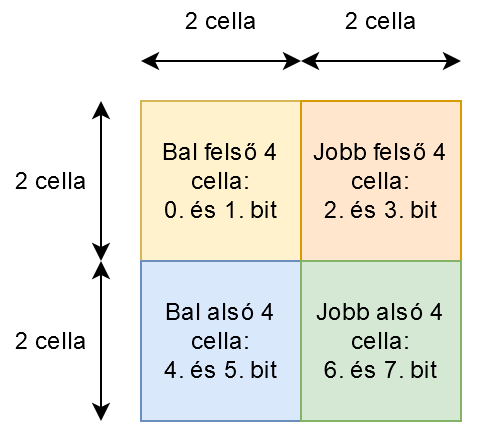 2 cella
2 cella
2 cella
Bal felső 4
cella:
0. és 1. bit
Jobb felső 4
cella:
2. és 3. bit
2 cella
Bal alsó 4
cella:
4. és 5. bit
Jobb alsó 4
cella:
6. és 7. bit